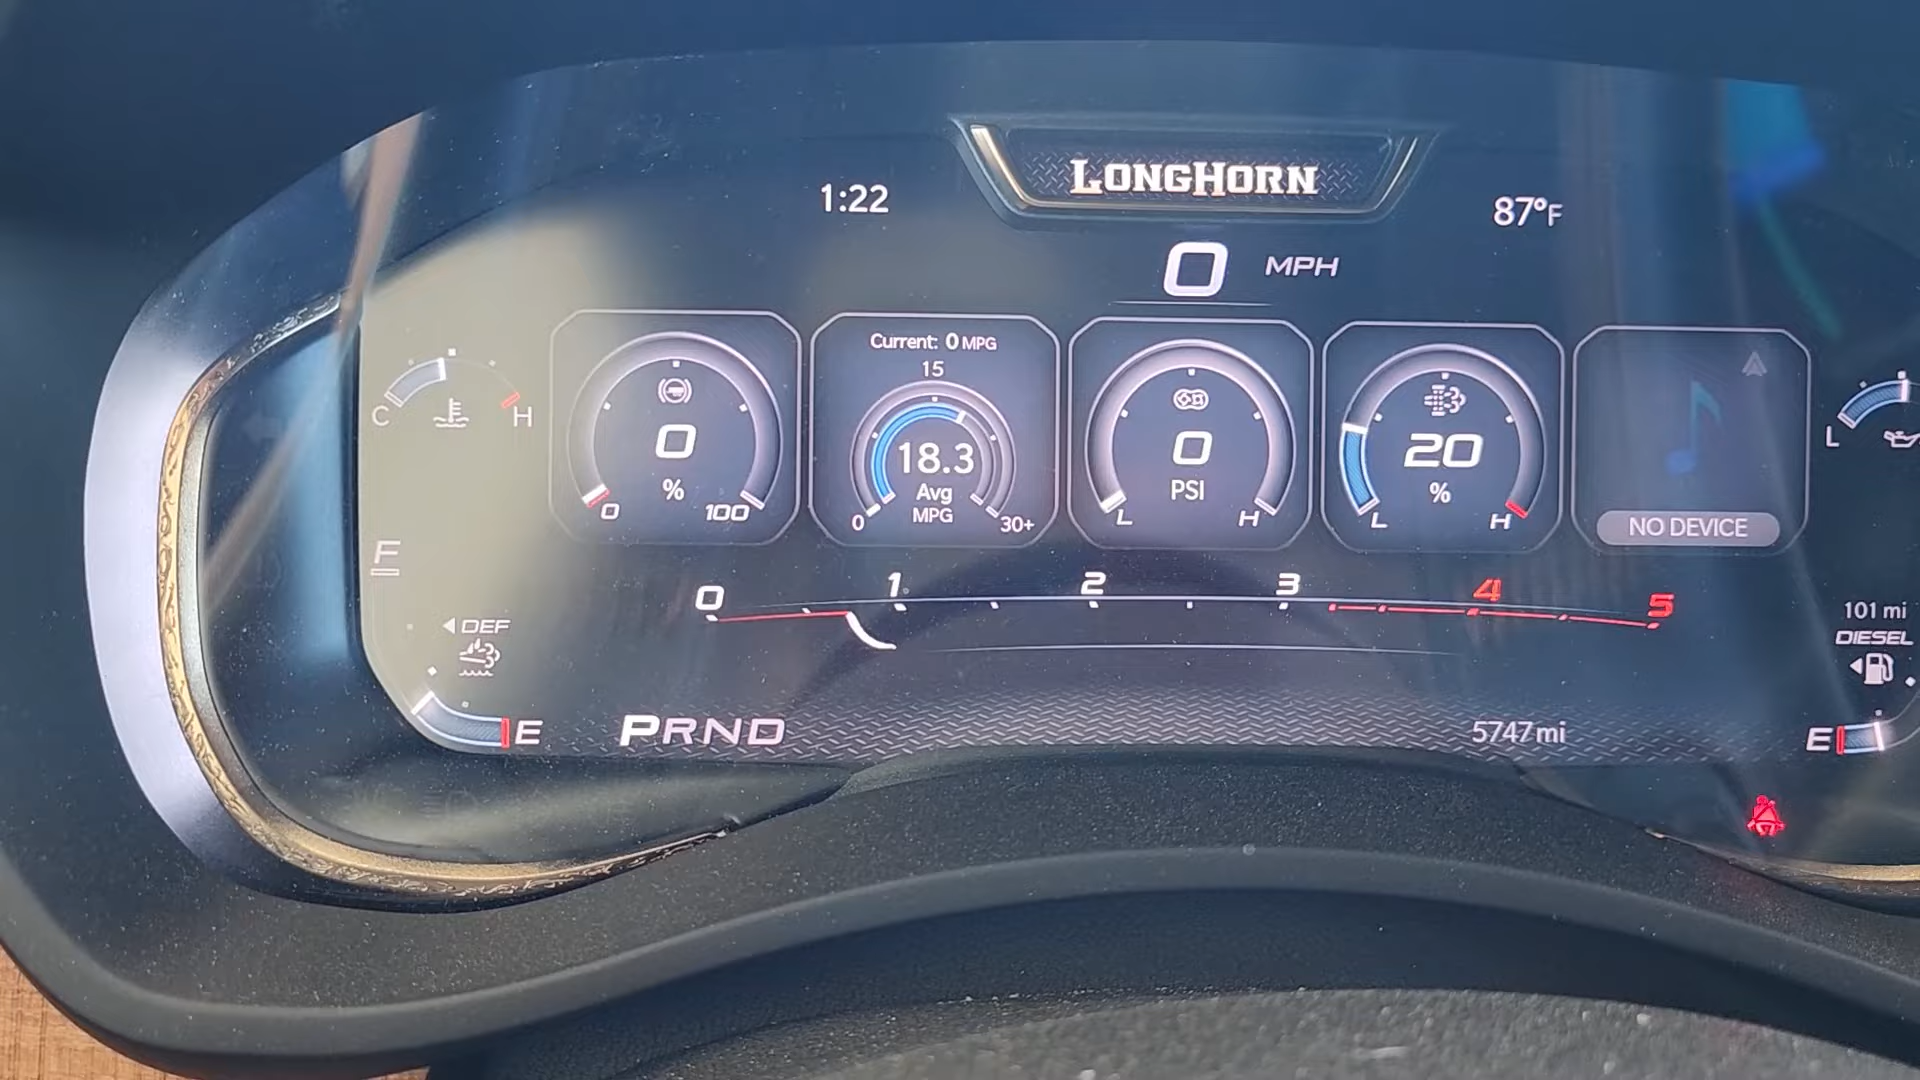 LONGHORN
1:22
87°F
0 MPH
C
H
0
%
0
100
Current: 0 MPG
15
18.3
Avg
MPG
0
30+
0
PSI
L
H
20
%
L
H
NO DEVICE
L
F
0
1
2
3
4
5
DEF
E
101 mi
DIESEL
PRND
5747 mi
E